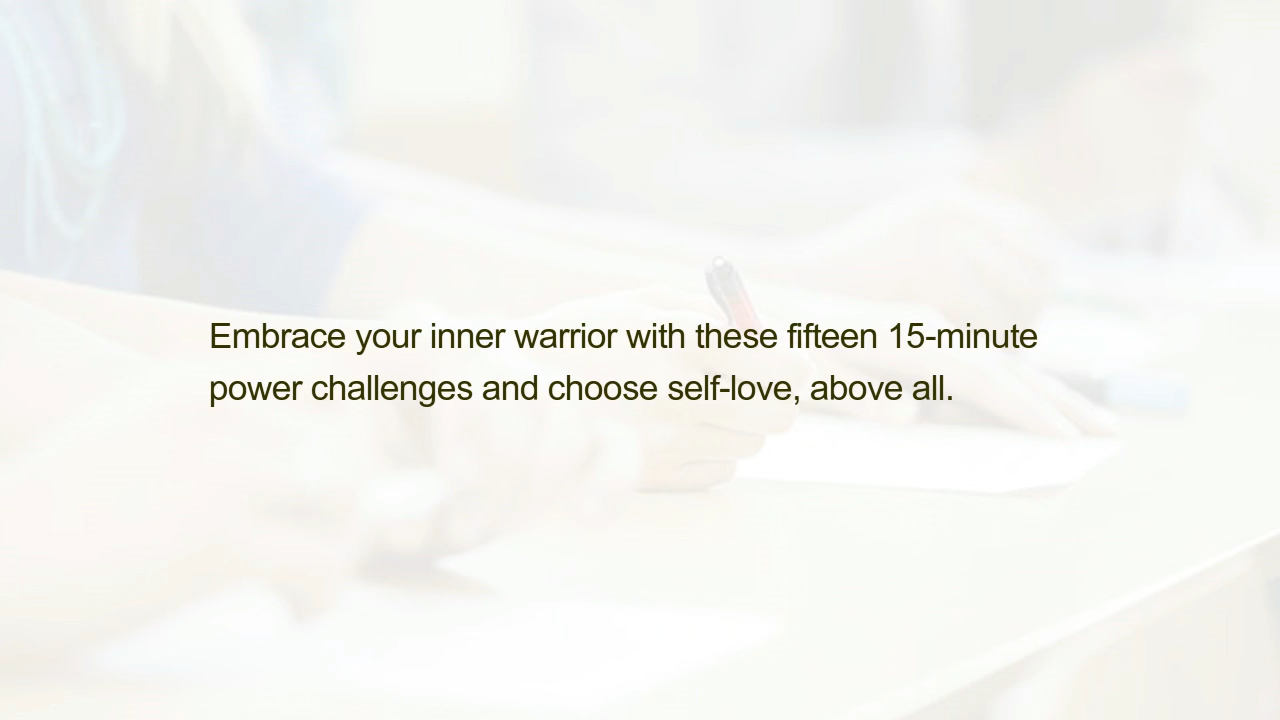 Embrace your inner warrior with these fifteen 15-minute
power challenges and choose self-love, above all.